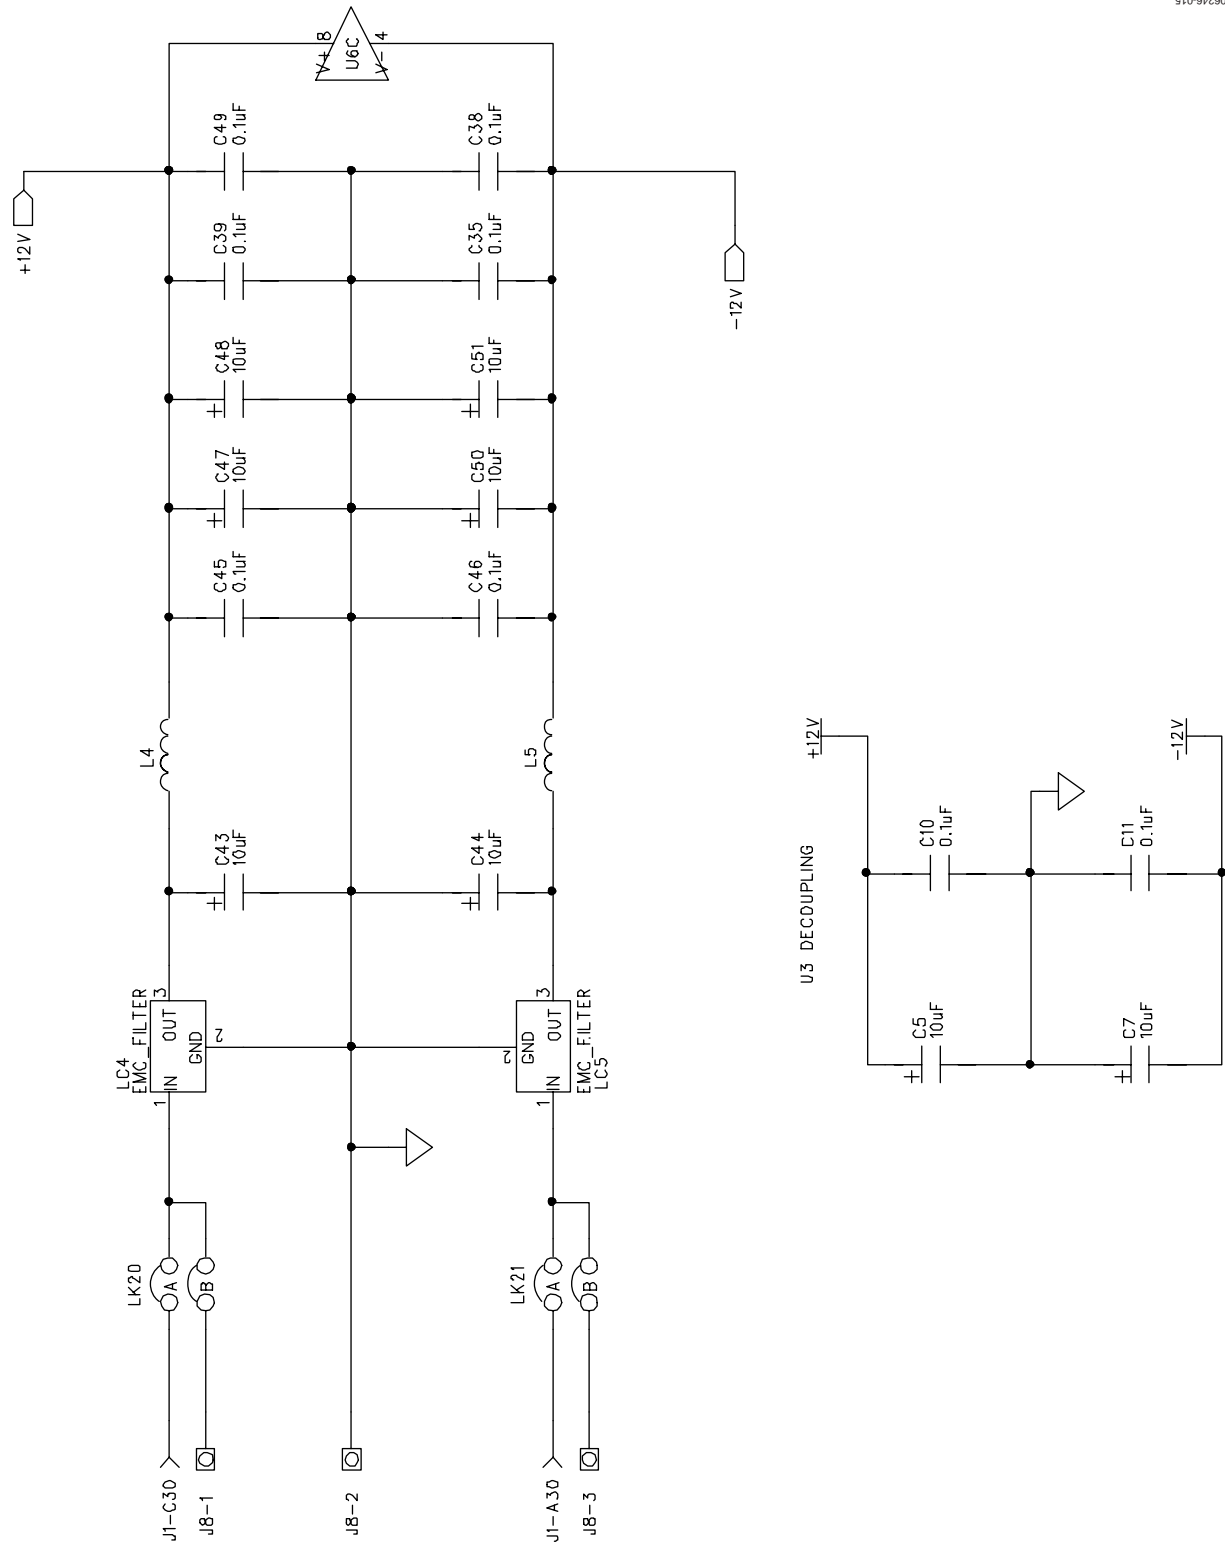 06246-015
+12V
V+
8
U6C
V-
4
-12V
C49
0.1uF
C38
0.1uF
C39
0.1uF
C35
0.1uF
C48
10uF
C51
10uF
C47
10uF
C50
10uF
C45
0.1uF
C46
0.1uF
L4
L5
C43
10uF
C44
10uF
LC4
EMC_FILTER
IN
OUT
GND
1
3
2
GND
IN
OUT
1
3
2
EMC_FILTER
LC5
LK20
A
B
LK21
A
B
J1-C30
J8-1
J8-2
J1-A30
J8-3
U3 DECOUPLING
+12V
-12V
C10
0.1uF
C11
0.1uF
C5
10uF
C7
10uF
+
+
+
+
+
+
+
+